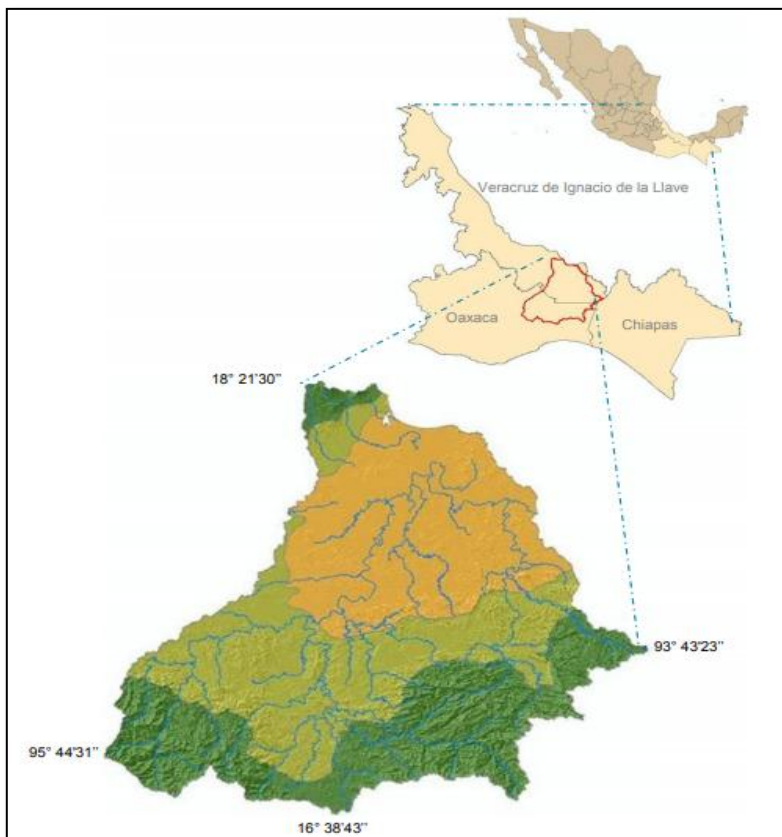 Veracruz de Ignacio de la Llave
Oaxaca
Chiapas
18° 21'30''
93° 43'23''
95° 44'31''
16° 38'43''